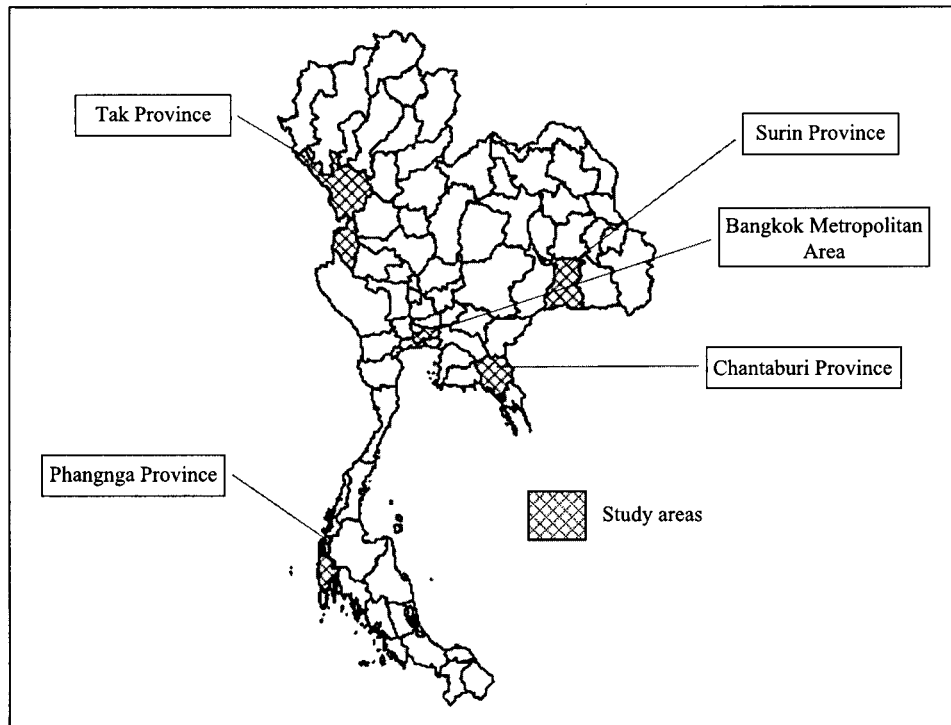 Tak Province
Surin Province
Bangkok Metropolitan
Area
Chantaburi Province
Phangnga Province
Study areas